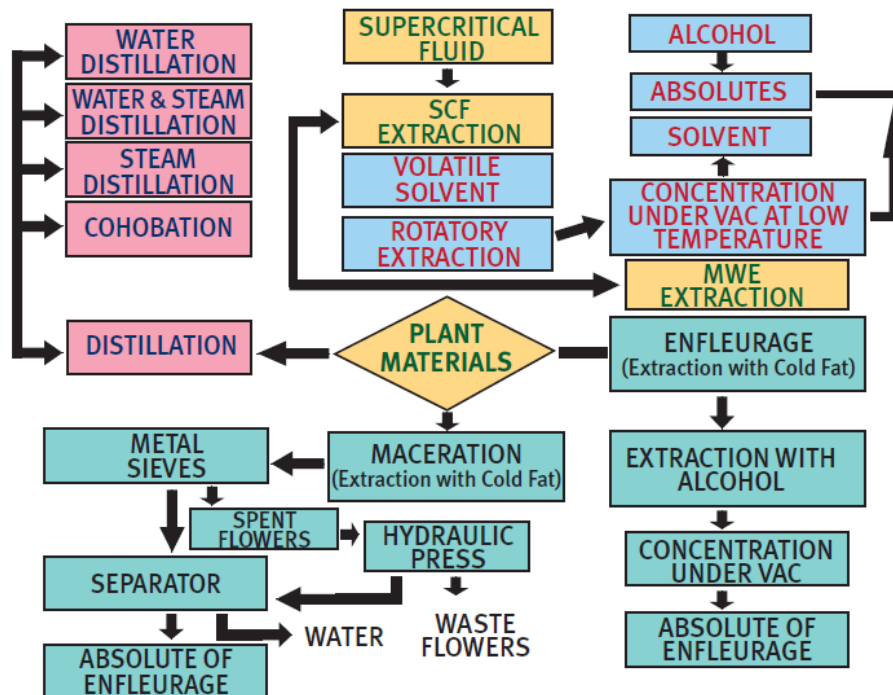 WATER
DISTILLATION
WATER & STEAM
DISTILLATION
STEAM
DISTILLATION
COHOBATION
DISTILLATION
SUPERCRITICAL
FLUID
SCF
EXTRACTION
VOLATILE
SOLVENT
ROTATORY
EXTRACTION
ALCOHOL
ABSOLUTES
SOLVENT
CONCENTRATION
UNDER VAC AT LOW
TEMPERATURE
MWE
EXTRACTION
PLANT
MATERIALS
ENFLEURAGE
(Extraction with Cold Fat)
EXTRACTION WITH
ALCOHOL
CONCENTRATION
UNDER VAC
ABSOLUTE OF
ENFLEURAGE
MACERATION
(Extraction with Cold Fat)
METAL
SIEVES
SPENT
FLOWERS
HYDRAULIC
PRESS
SEPARATOR
WATER
WASTE
FLOWERS
ABSOLUTE OF
ENFLEURAGE